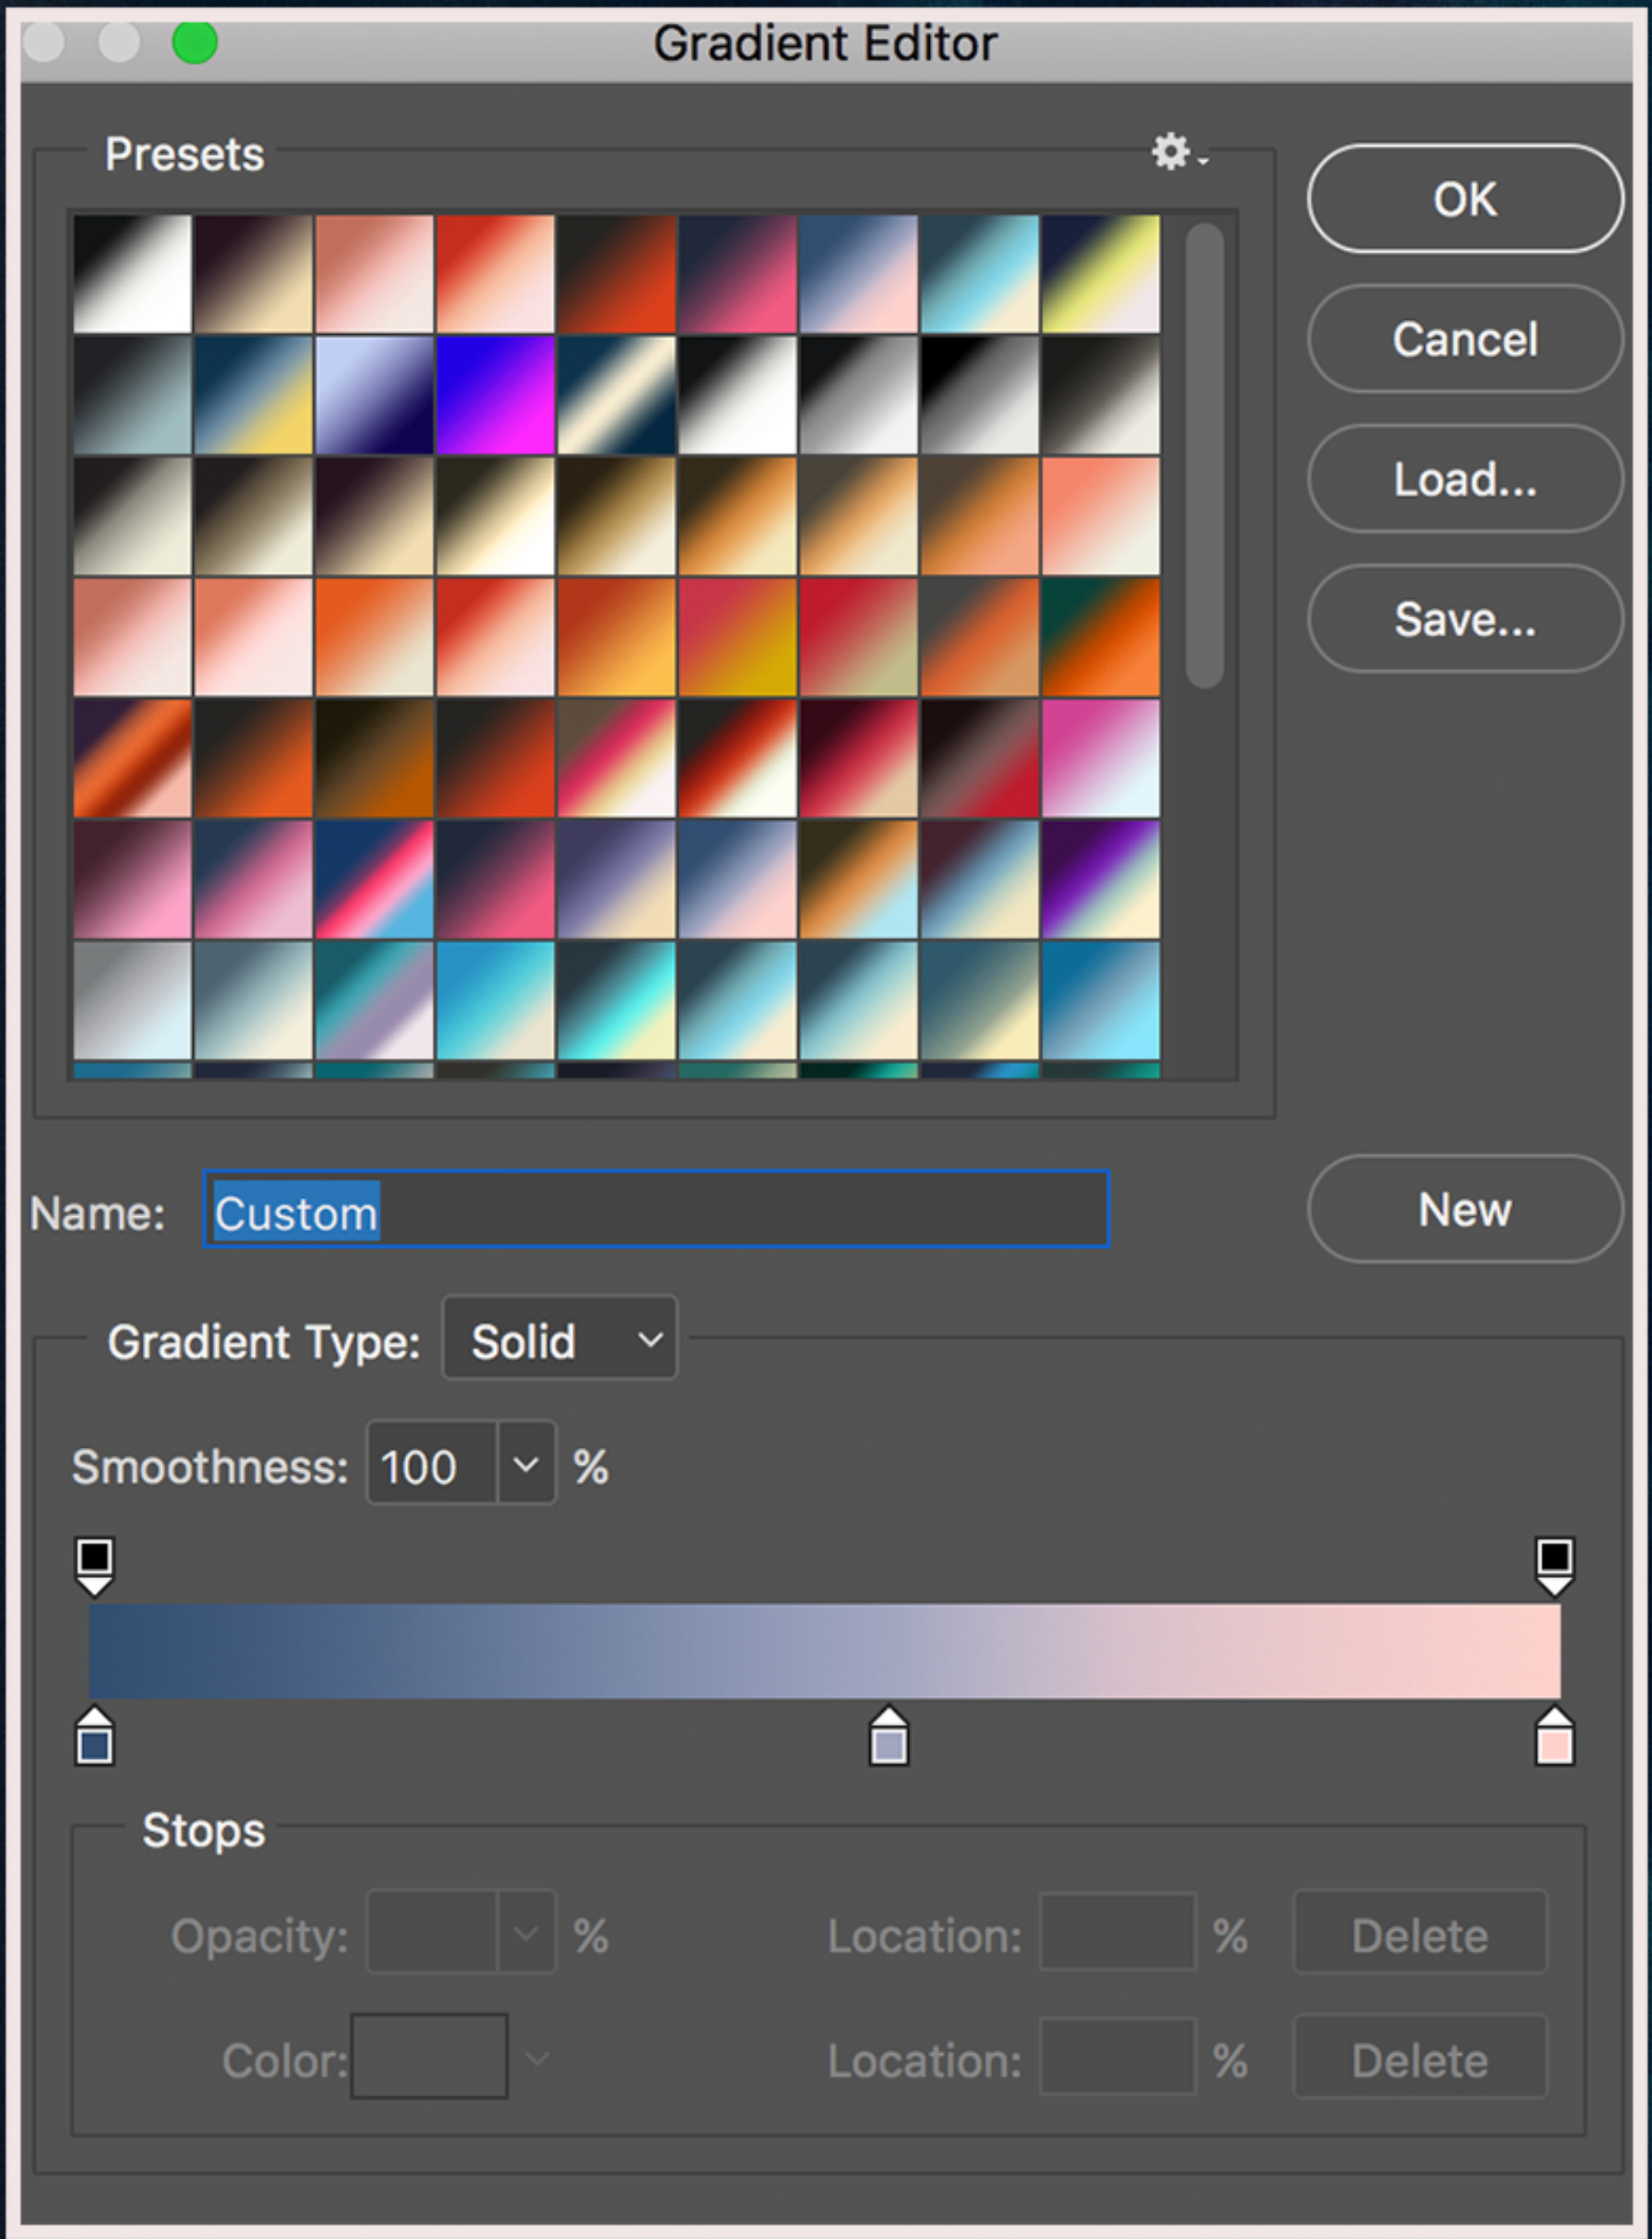 Gradient Editor
Presets
OK
Cancel
Load...
Save...
Name: Custom
New
Gradient Type: Solid
Smoothness: 100 %
Stops
Opacity: % Location: % Delete
Color: Location: % Delete